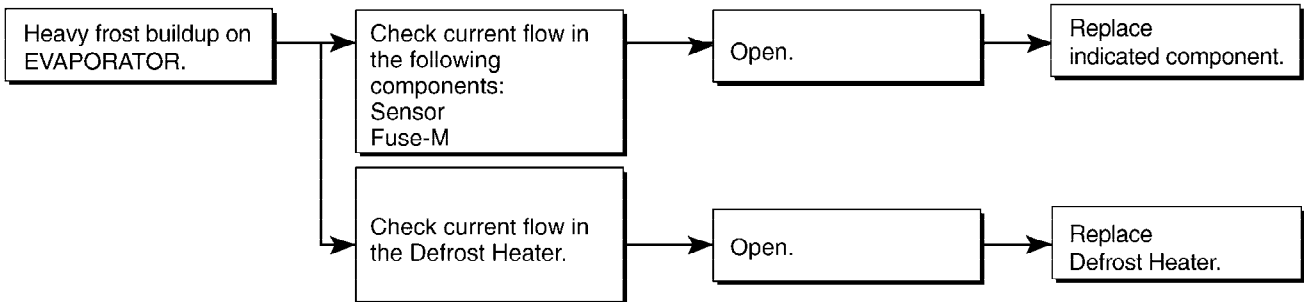 Heavy frost buildup on
EVAPORATOR.
Check current flow in
the following
components:
Sensor
Fuse-M
Open.
Replace
indicated component.
Check current flow in
the Defrost Heater.
Open.
Replace
Defrost Heater.